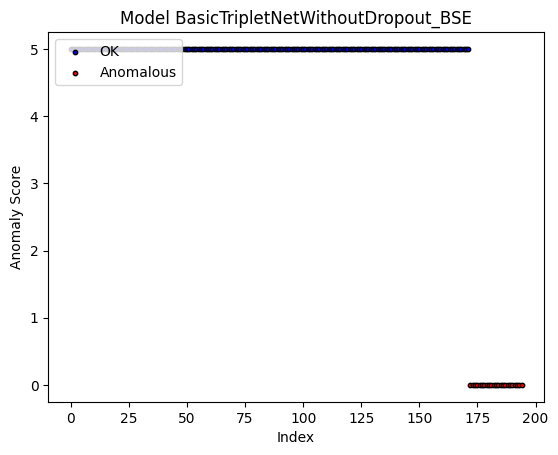 Model BasicTripletNetWithoutDropout_BSE
OK
Anomalous
5
4
3
2
1
0
Anomaly Score
0 25 50 75 100 125 150 175 200
Index